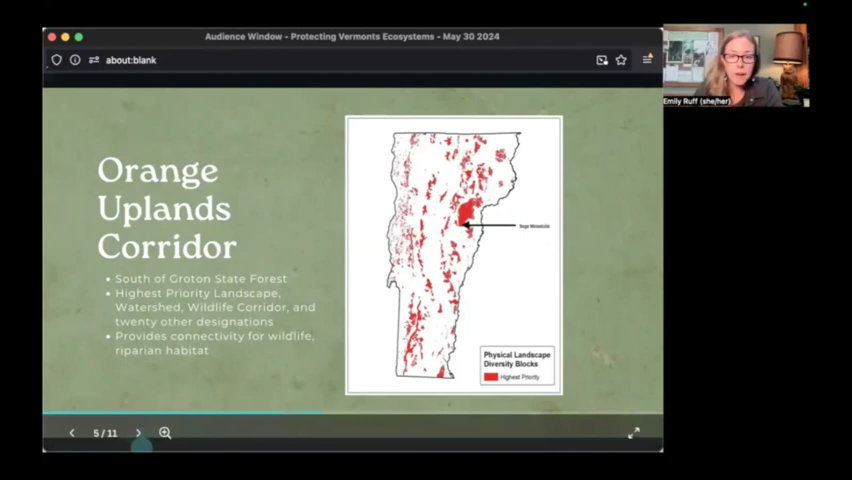 Audience Window - Protecting Vermonts Ecosystems - May 30 2024
about:blank
Emily Ruff (she/her)
Orange
Uplands
Corridor
• South of Groton State Forest
• Highest Priority Landscape,
Watershed, Wildlife Corridor, and
twenty other designations
• Provides connectivity for wildlife,
riparian habitat
Physical Landscape
Diversity Blocks
Highest Priority
5 / 11